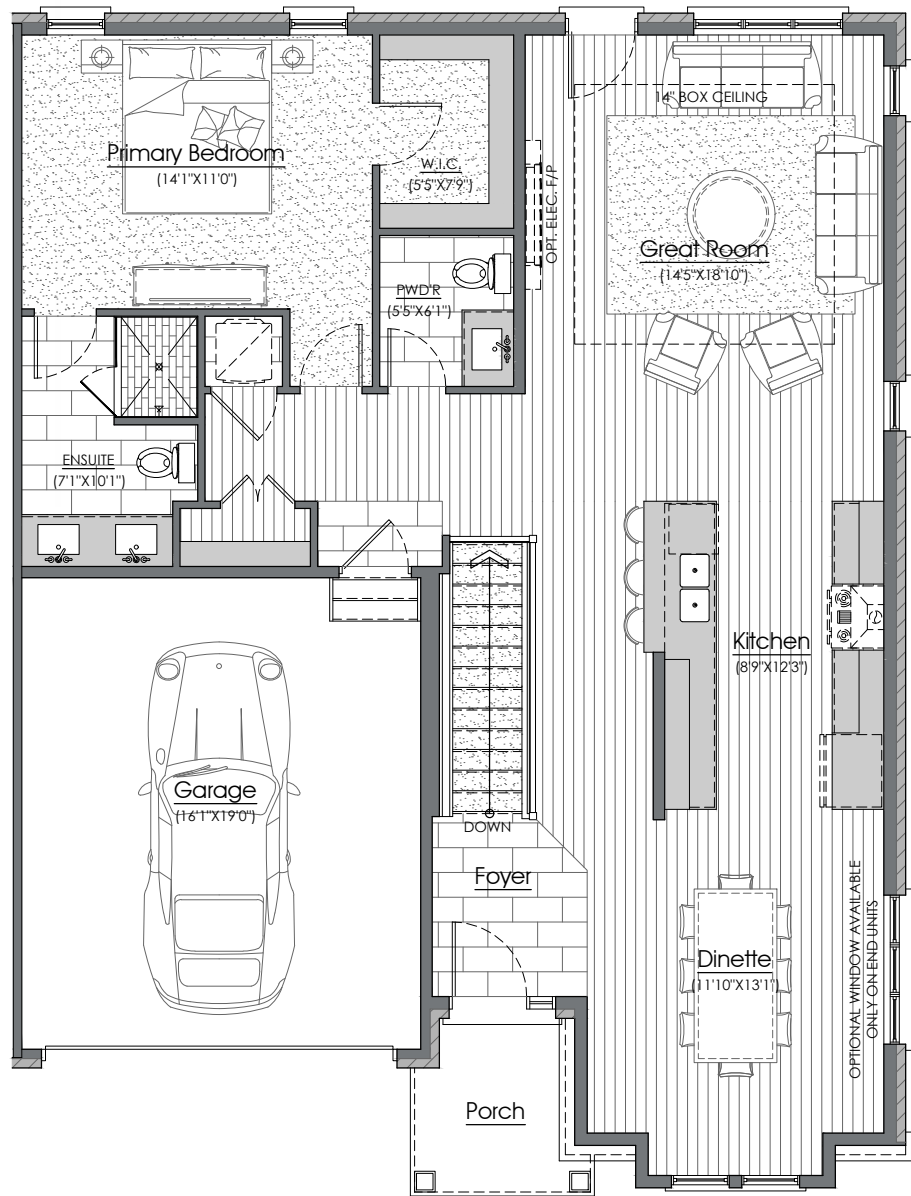 14" BOX CEILING
Primary Bedroom
(14'1"X11'0")
W.I.C.
(5'5"X7'9")
OPT. ELEC. F/P
Great Room
(14'5"X18'10")
PWD'R
(5'5"X6'1")
ENSUITE
(7'1"X10'1")
Kitchen
(8'9"X12'3")
Garage
(16'1"X19'0")
DOWN
Foyer
Dinette
(11'10"X13'1")
OPTIONAL WINDOW AVAILABLE
ONLY ON END UNITS
Porch